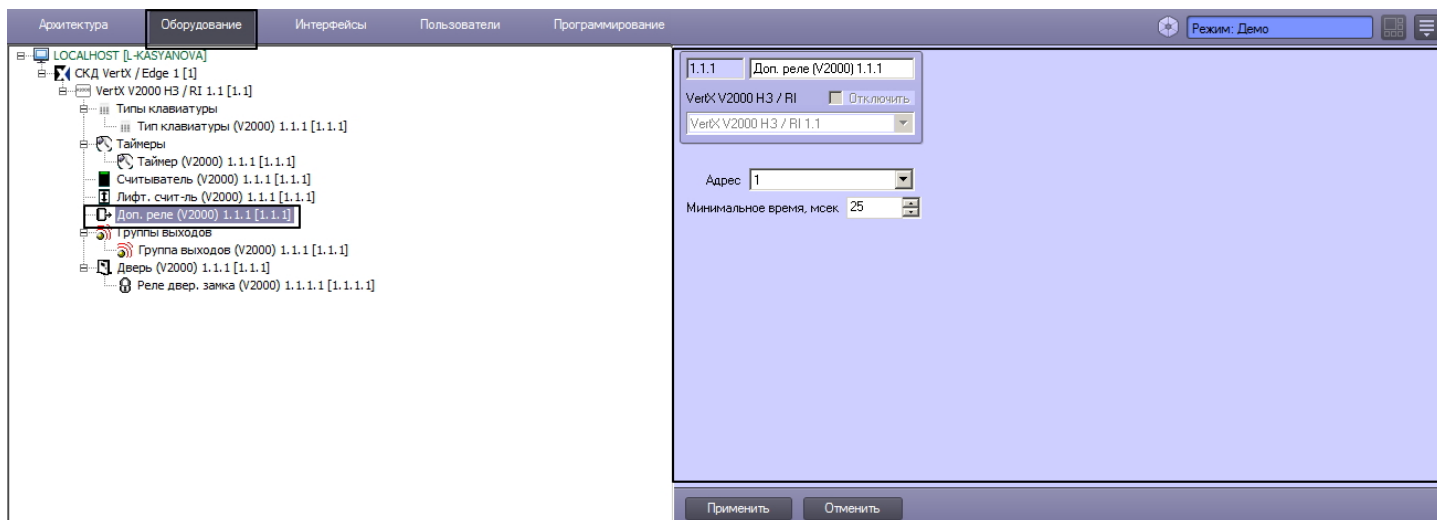 Архитектура Оборудование Интерфейсы Пользователи Программирование Режим: Демо
LOCALHOST [L-KASYANOVA]
СКД VertX / Edge 1 [1]
VertX V2000 НЗ / RI 1.1 [1.1]
Типы клавиатуры
Тип клавиатуры (V2000) 1.1.1 [1.1.1]
Таймеры
Таймер (V2000) 1.1.1 [1.1.1]
Считыватель (V2000) 1.1.1 [1.1.1]
Лифт. счит-ль (V2000) 1.1.1 [1.1.1]
Доп. реле (V2000) 1.1.1 [1.1.1]
Группы выходов
Группа выходов (V2000) 1.1.1 [1.1.1]
Дверь (V2000) 1.1.1 [1.1.1]
Реле двер. замка (V2000) 1.1.1.1 [1.1.1.1]
1.1.1 Доп. реле (V2000) 1.1.1
VertX V2000 НЗ / RI Отключить
VertX V2000 НЗ / RI 1.1
Адрес 1
Минимальное время, мсек 25
Применить Отменить